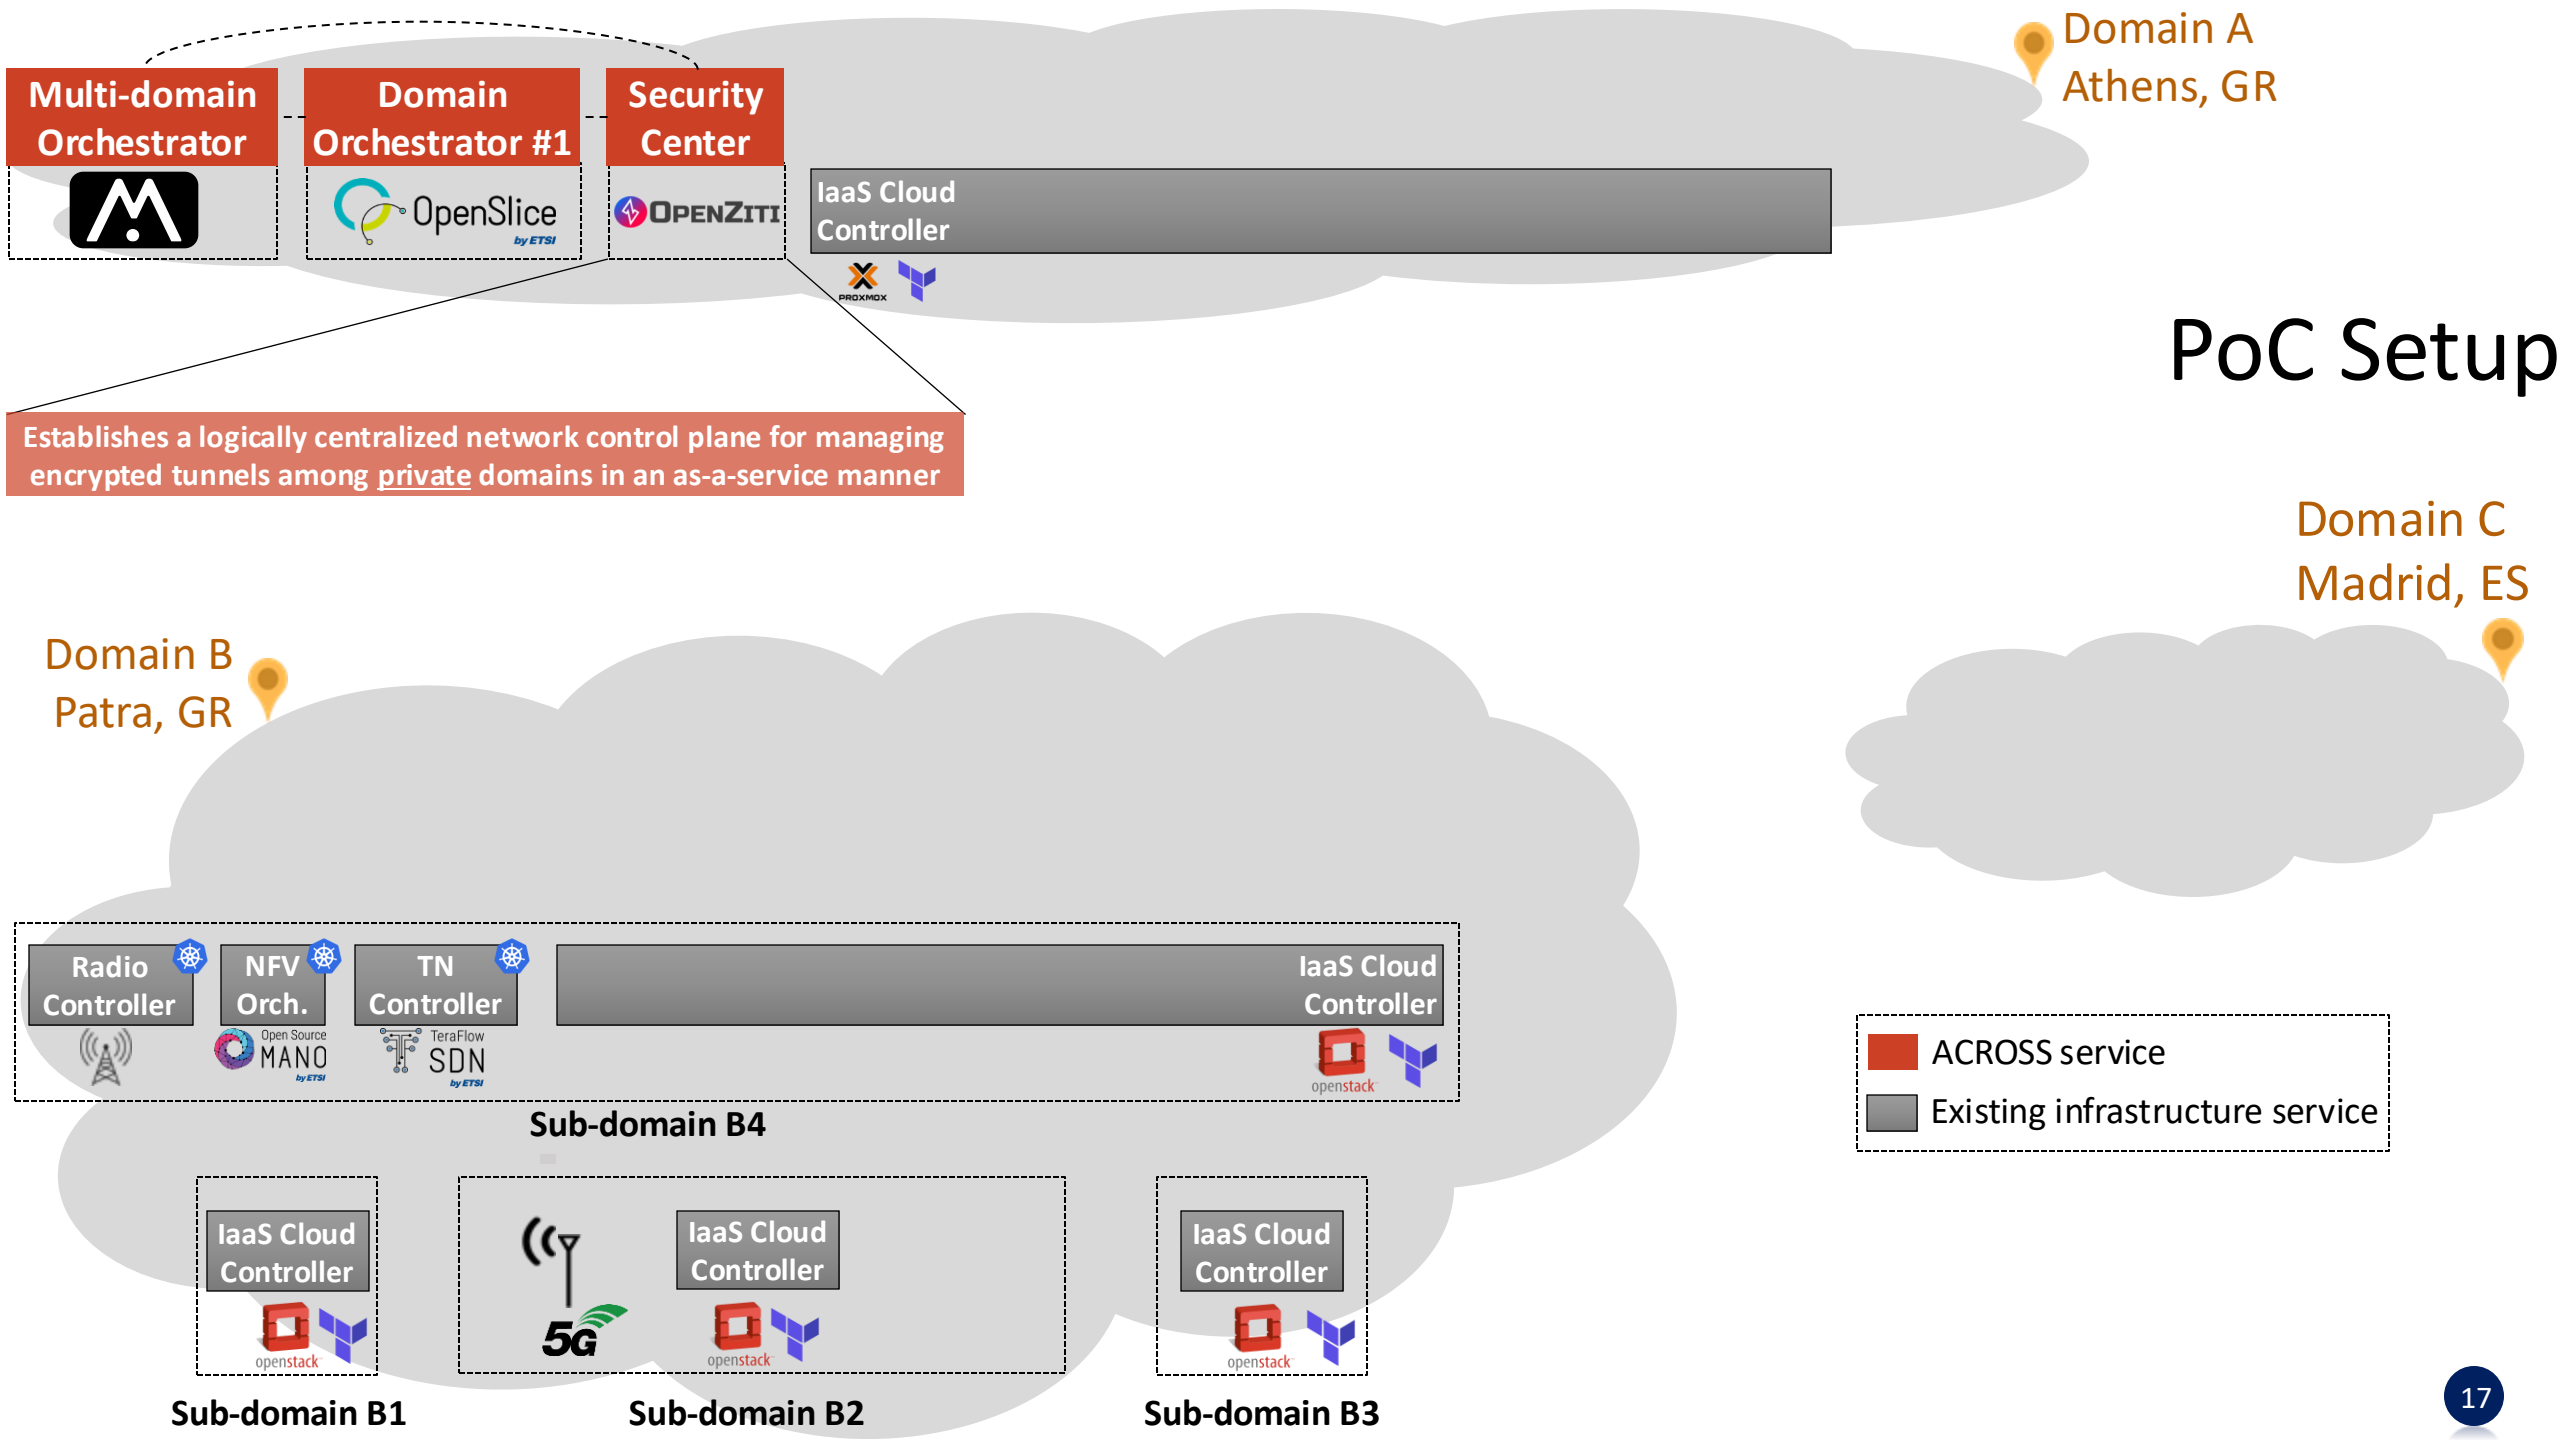 Domain A
Athens, GR
Multi-domain
Orchestrator
Domain
Orchestrator #1
Security
Center
OpenSlice
by ETSI
OPENZITI
IaaS Cloud
Controller
PROXMOX
PoC Setup
Establishes a logically centralized network control plane for managing
encrypted tunnels among private domains in an as-a-service manner
Domain C
Madrid, ES
Domain B
Patra, GR
Radio
Controller
NFV
Orch.
Open Source
MANO
by ETSI
TN
Controller
TeraFlow
SDN
by ETSI
IaaS Cloud
Controller
openstack
Sub-domain B4
ACROSS service
Existing infrastructure service
IaaS Cloud
Controller
openstack
Sub-domain B1
5G
IaaS Cloud
Controller
openstack
Sub-domain B2
IaaS Cloud
Controller
openstack
Sub-domain B3
17